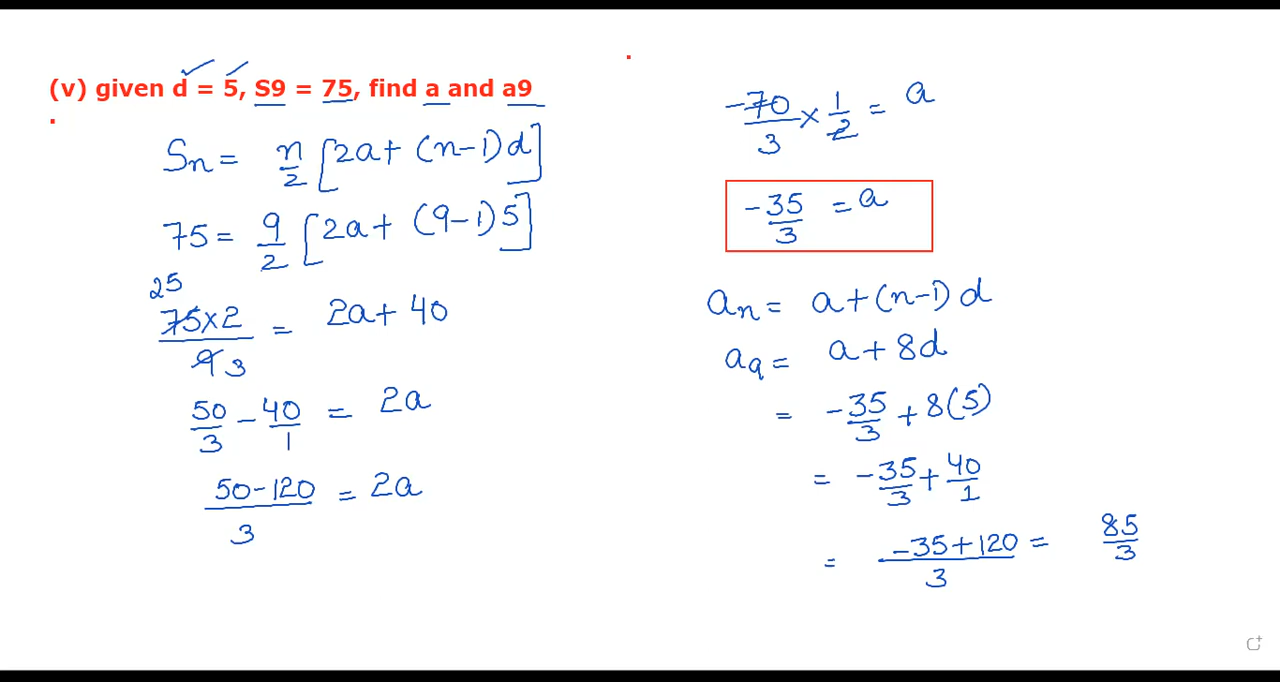 (v) given d = 5, S9 = 75, find a and a9
Sn = n/2 [2a + (n-1)d]
75 = 9/2 [2a + (9-1)5]
25
75×2/9 3 = 2a + 40
50/3 - 40/1 = 2a
50-120/3 = 2a
-70/3 × 1/2 = a
-35/3 = a
an = a + (n-1)d
a9 = a + 8d
= -35/3 + 8(5)
= -35/3 + 40/1
= -35+120/3 = 85/3